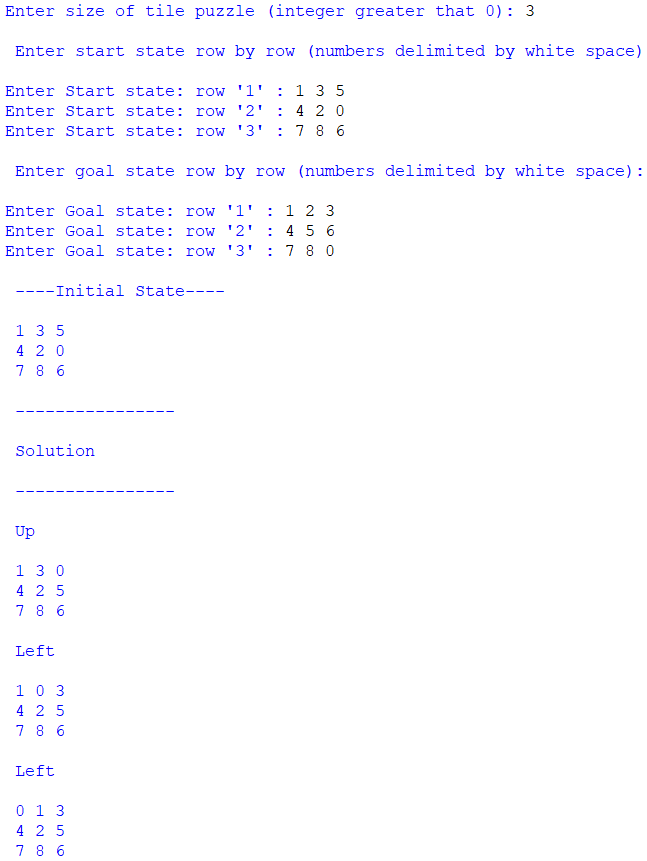 Enter size of tile puzzle (integer greater that 0): 3
Enter start state row by row (numbers delimited by white space)
Enter Start state: row '1' : 1 3 5
Enter Start state: row '2' : 4 2 0
Enter Start state: row '3' : 7 8 6
Enter goal state row by row (numbers delimited by white space):
Enter Goal state: row '1' : 1 2 3
Enter Goal state: row '2' : 4 5 6
Enter Goal state: row '3' : 7 8 0
----Initial State----
1 3 5
4 2 0
7 8 6
----------------
Solution
----------------
Up
1 3 0
4 2 5
7 8 6
Left
1 0 3
4 2 5
7 8 6
Left
0 1 3
4 2 5
7 8 6